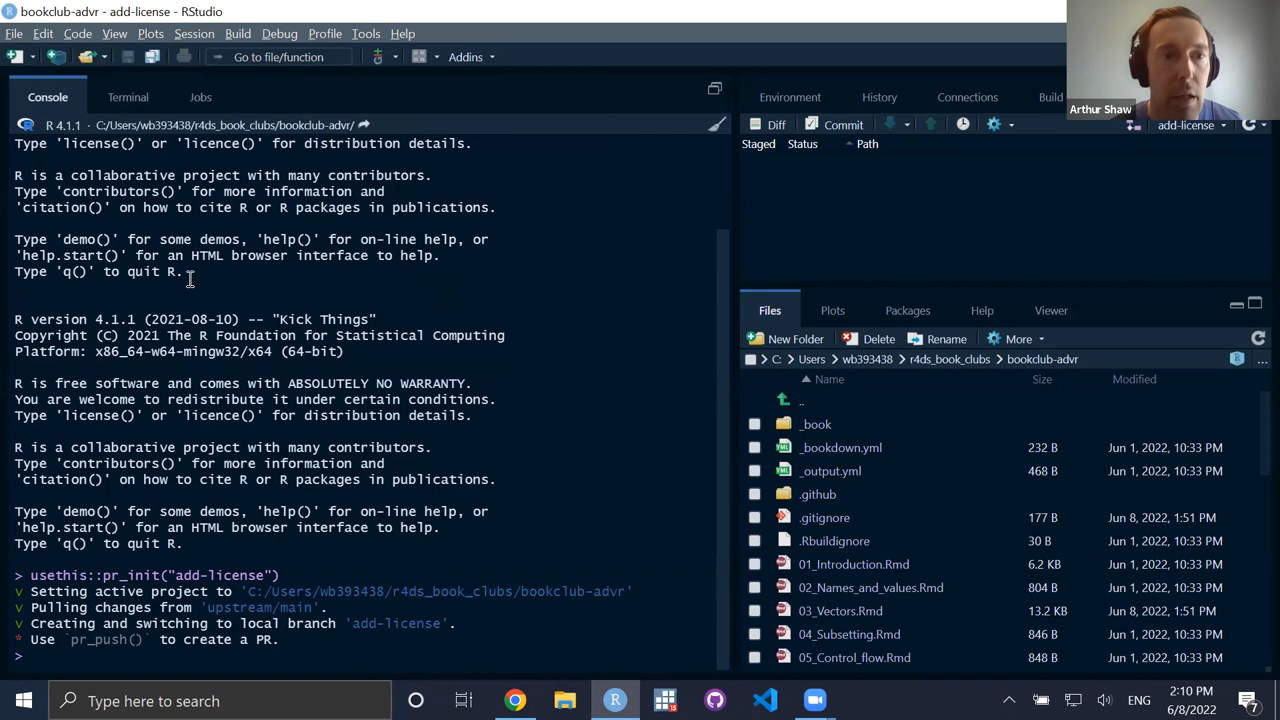 bookclub-advr - add-license - RStudio
File Edit Code View Plots Session Build Debug Profile Tools Help
Go to file/function Addins
Console Terminal Jobs
R 4.1.1 · C:/Users/wb393438/r4ds_book_clubs/bookclub-advr/
Type 'license()' or 'licence()' for distribution details.
R is a collaborative project with many contributors.
Type 'contributors()' for more information and
'citation()' on how to cite R or R packages in publications.
Type 'demo()' for some demos, 'help()' for on-line help, or
'help.start()' for an HTML browser interface to help.
Type 'q()' to quit R.
R version 4.1.1 (2021-08-10) -- "Kick Things"
Copyright (C) 2021 The R Foundation for Statistical Computing
Platform: x86_64-w64-mingw32/x64 (64-bit)
R is free software and comes with ABSOLUTELY NO WARRANTY.
You are welcome to redistribute it under certain conditions.
Type 'license()' or 'licence()' for distribution details.
R is a collaborative project with many contributors.
Type 'contributors()' for more information and
'citation()' on how to cite R or R packages in publications.
Type 'demo()' for some demos, 'help()' for on-line help, or
'help.start()' for an HTML browser interface to help.
Type 'q()' to quit R.
> usethis::pr_init("add-license")
√ Setting active project to 'C:/Users/wb393438/r4ds_book_clubs/bookclub-advr'
√ Pulling changes from 'upstream/main'.
√ Creating and switching to local branch 'add-license'.
* Use `pr_push()` to create a PR.
>
Environment History Connections Build
Arthur Shaw
Diff Commit add-license
Staged Status Path
Files Plots Packages Help Viewer
New Folder Delete Rename More
C: > Users > wb393438 > r4ds_book_clubs > bookclub-advr ...
Name Size Modified
..
_book
_bookdown.yml 232 B Jun 1, 2022, 10:33 PM
_output.yml 468 B Jun 1, 2022, 10:33 PM
.github
.gitignore 177 B Jun 8, 2022, 1:51 PM
.Rbuildignore 30 B Jun 1, 2022, 10:33 PM
01_Introduction.Rmd 6.2 KB Jun 1, 2022, 10:33 PM
02_Names_and_values.Rmd 804 B Jun 1, 2022, 10:33 PM
03_Vectors.Rmd 13.2 KB Jun 8, 2022, 1:51 PM
04_Subsetting.Rmd 846 B Jun 1, 2022, 10:33 PM
05_Control_flow.Rmd 848 B Jun 1, 2022, 10:33 PM
Type here to search
ENG
2:10 PM
6/8/2022
7